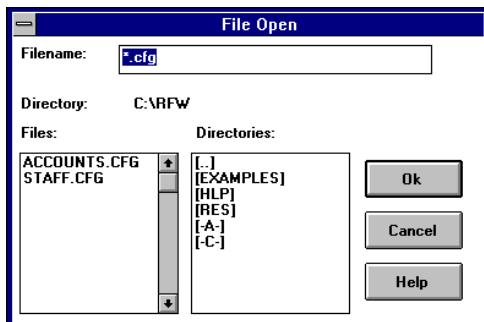 File Open
Filename: *.cfg
Directory: C:\RFW
Files: Directories:
ACCOUNTS.CFG
STAFF.CFG
[..]
[EXAMPLES]
[HLP]
[RES]
[-A-]
[-C-]
Ok
Cancel
Help